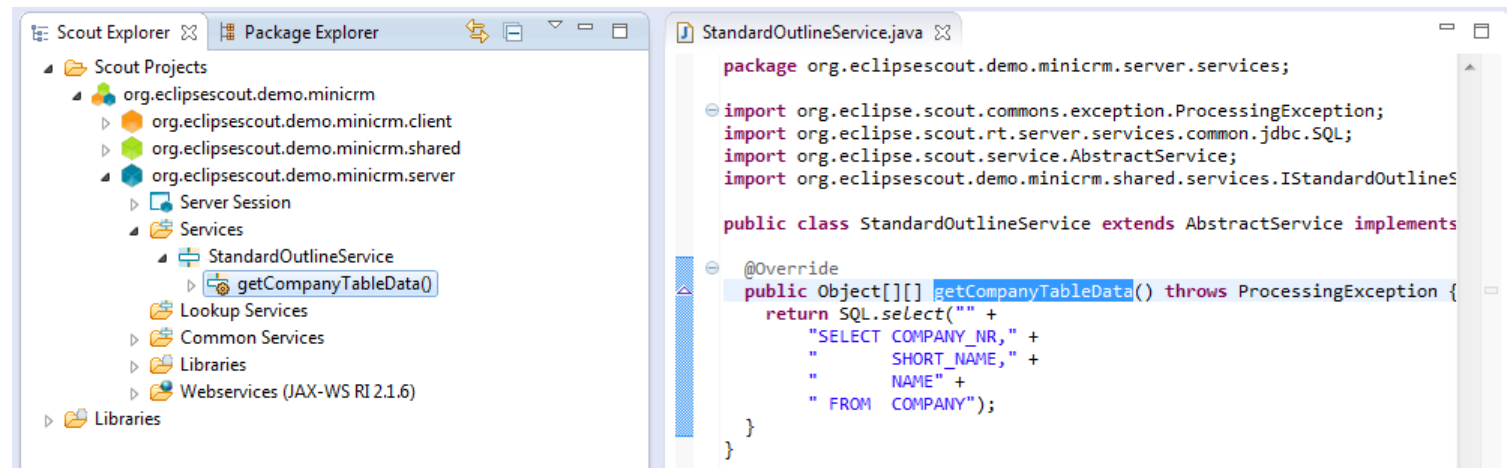 Scout Explorer
Package Explorer
Scout Projects
org.eclipsescout.demo.minicrm
org.eclipsescout.demo.minicrm.client
org.eclipsescout.demo.minicrm.shared
org.eclipsescout.demo.minicrm.server
Server Session
Services
StandardOutlineService
getCompanyTableData()
Lookup Services
Common Services
Libraries
Webservices (JAX-WS RI 2.1.6)
Libraries
StandardOutlineService.java
package org.eclipsescout.demo.minicrm.server.services;
import org.eclipse.scout.commons.exception.ProcessingException;
import org.eclipse.scout.rt.server.services.common.jdbc.SQL;
import org.eclipse.scout.service.AbstractService;
import org.eclipsescout.demo.minicrm.shared.services.IStandardOutlineS
public class StandardOutlineService extends AbstractService implements
@Override
public Object[][] getCompanyTableData() throws ProcessingException {
return SQL.select("" +
"SELECT COMPANY_NR," +
"       SHORT_NAME," +
"       NAME" +
" FROM  COMPANY");
}
}